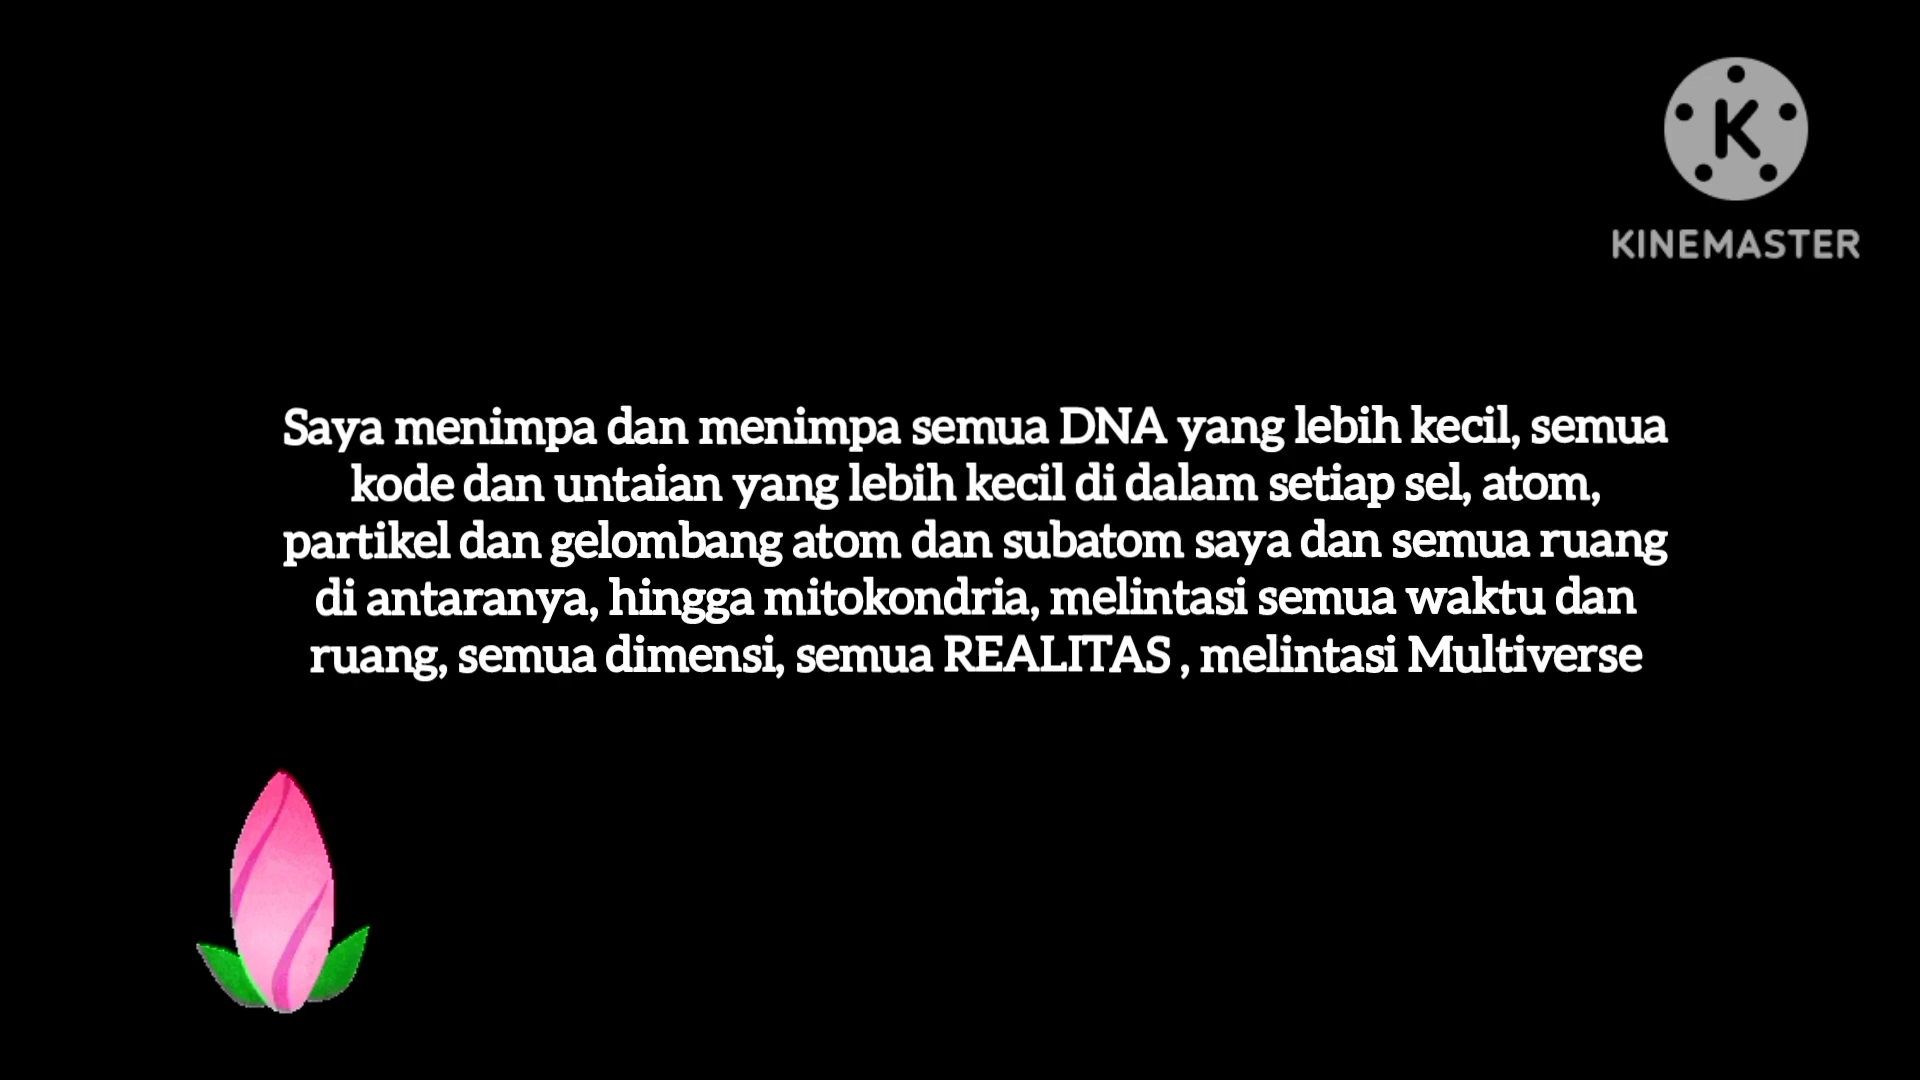 KINEMASTER
Saya menimpa dan menimpa semua DNA yang lebih kecil, semua
kode dan untaian yang lebih kecil di dalam setiap sel, atom,
partikel dan gelombang atom dan subatom saya dan semua ruang
di antaranya, hingga mitokondria, melintasi semua waktu dan
ruang, semua dimensi, semua REALITAS , melintasi Multiverse